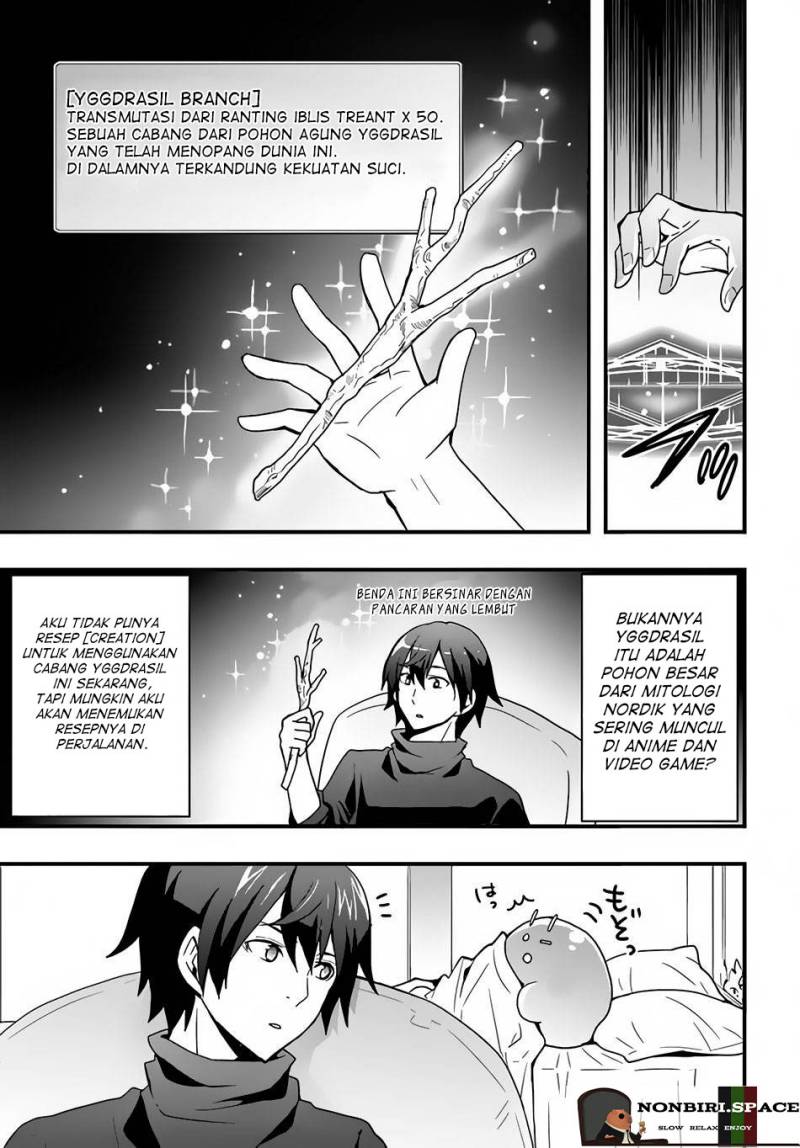 [YGGDRASIL BRANCH]
TRANSMUTASI DARI RANTING IBLIS TREANT X 50.
SEBUAH CABANG DARI POHON AGUNG YGGDRASIL
YANG TELAH MENOPANG DUNIA INI.
DI DALAMNYA TERKANDUNG KEKUATAN SUCI.
BUKANNYA
YGGDRASIL
ITU ADALAH
POHON BESAR
DARI MITOLOGI
NORDIK YANG
SERING MUNCUL
DI ANIME DAN
VIDEO GAME?
BENDA INI BERSINAR DENGAN
PANCARAN YANG LEMBUT
AKU TIDAK PUNYA
RESEP [CREATION]
UNTUK MENGGUNAKAN
CABANG YGGDRASIL
INI SEKARANG,
TAPI MUNGKIN AKU
AKAN MENEMUKAN
RESEPNYA DI
PERJALANAN.
もぞっ
はっ
NONBIRI.SPACE
SLOW RELAX ENJOY